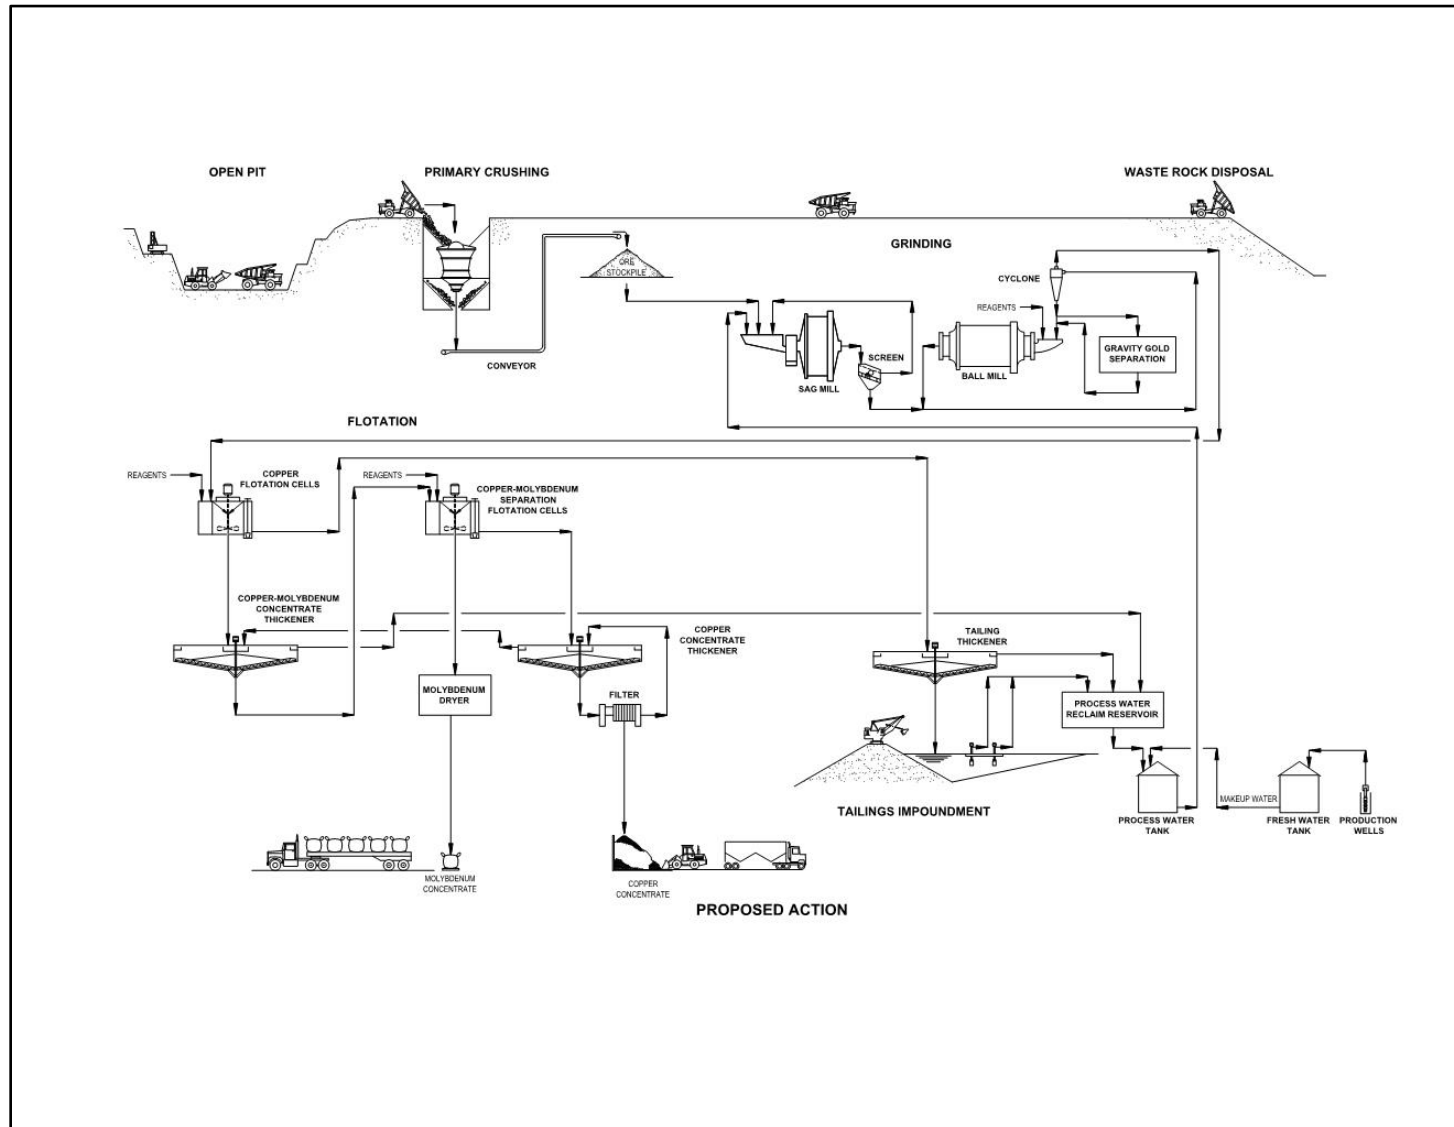 OPEN PIT
PRIMARY CRUSHING
WASTE ROCK DISPOSAL
GRINDING
ORE
STOCKPILE
CYCLONE
REAGENTS
GRAVITY GOLD
SEPARATION
CONVEYOR
SCREEN
SAG MILL
BALL MILL
FLOTATION
REAGENTS
COPPER
FLOTATION CELLS
REAGENTS
COPPER-MOLYBDENUM
SEPARATION
FLOTATION CELLS
COPPER-MOLYBDENUM
CONCENTRATE
THICKENER
COPPER
CONCENTRATE
THICKENER
TAILING
THICKENER
MOLYBDENUM
DRYER
FILTER
PROCESS WATER
RECLAIM RESERVOIR
TAILINGS IMPOUNDMENT
MAKEUP WATER
PROCESS WATER
TANK
FRESH WATER
TANK
PRODUCTION
WELLS
MOLYBDENUM
CONCENTRATE
COPPER
CONCENTRATE
PROPOSED ACTION